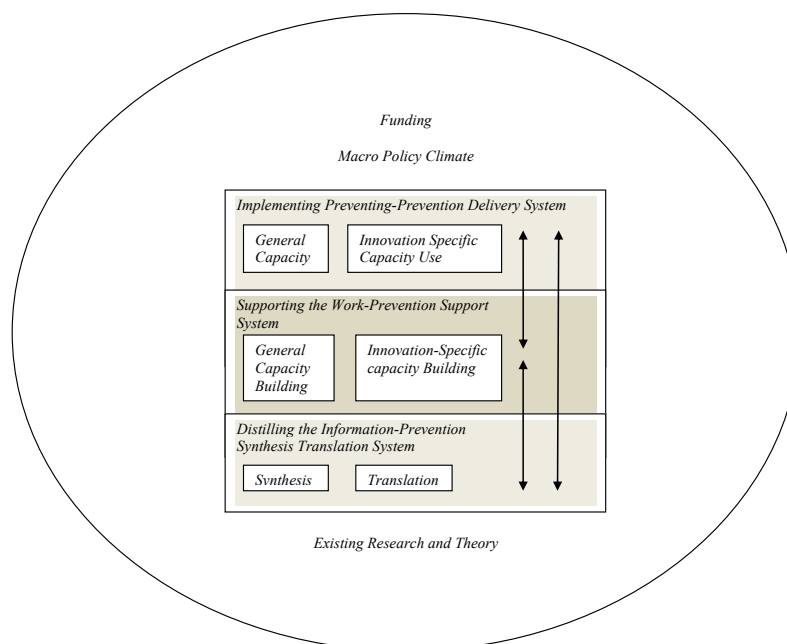 Funding
Macro Policy Climate
Implementing Preventing-Prevention Delivery System
General
Capacity
Innovation Specific
Capacity Use
Supporting the Work-Prevention Support
System
General
Capacity
Building
Innovation-Specific
capacity Building
Distilling the Information-Prevention
Synthesis Translation System
Synthesis
Translation
Existing Research and Theory